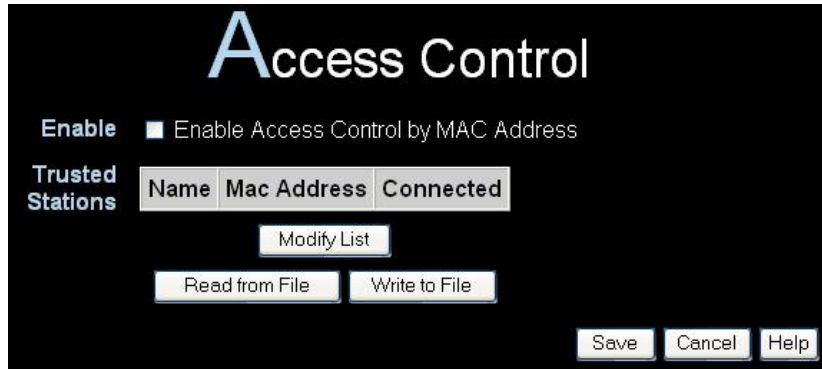 Access Control
Enable Enable Access Control by MAC Address
Trusted Stations
Name Mac Address Connected
Modify List
Read from File Write to File
Save Cancel Help